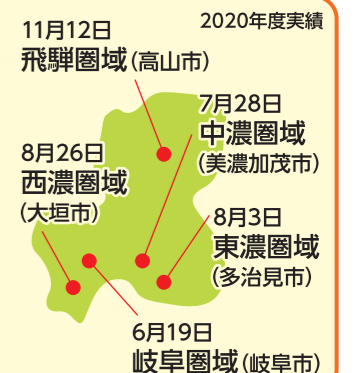 2020年度実績
11月12日
飛騨圏域(高山市)
7月28日
中濃圏域
(美濃加茂市)
8月26日
西濃圏域
(大垣市)
8月3日
東濃圏域
(多治見市)
6月19日
岐阜圏域(岐阜市)